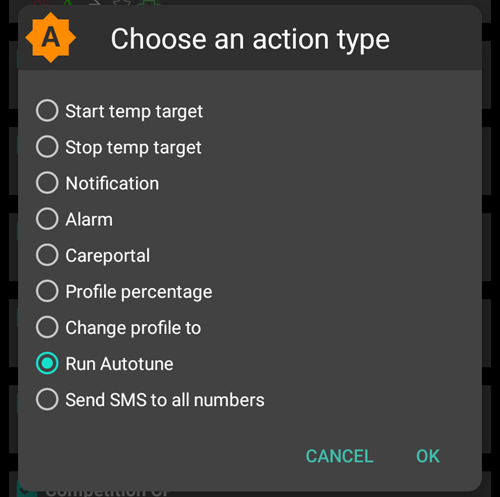 A
Choose an action type
Start temp target
Stop temp target
Notification
Alarm
Careportal
Profile percentage
Change profile to
Run Autotune
Send SMS to all numbers
CANCEL
OK
Competition